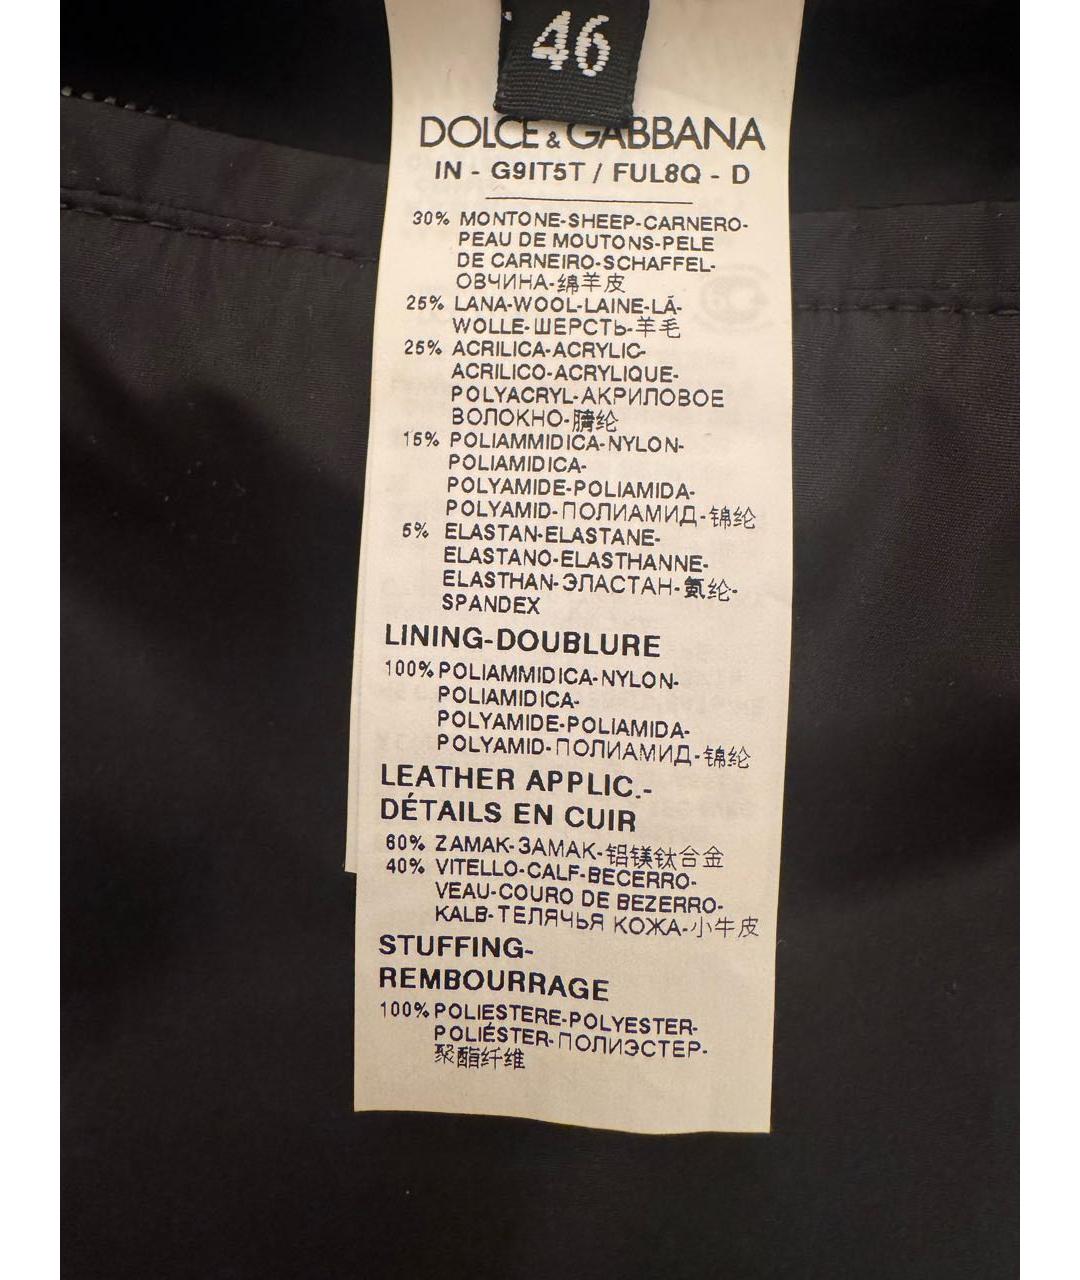 46
DOLCE & GABBANA
IN - G9IT5T / FUL8Q - D
30% MONTONE-SHEEP-CARNERO-
PEAU DE MOUTONS-PELE
DE CARNEIRO-SCHAFFEL-
ОВЧИНА-绵羊皮
25% LANA-WOOL-LAINE-LÃ-
WOLLE-ШЕРСТЬ-羊毛
25% ACRILICA-ACRYLIC-
ACRILICO-ACRYLIQUE-
POLYACRYL-АКРИЛОВОЕ
ВОЛОКНО-腈纶
15% POLIAMMIDICA-NYLON-
POLIAMIDICA-
POLYAMIDE-POLIAMIDA-
POLYAMID-ПОЛИАМИД-锦纶
5% ELASTAN-ELASTANE-
ELASTANO-ELASTHANNE-
ELASTHAN-ЭЛАСТАН-氨纶-
SPANDEX
LINING-DOUBLURE
100% POLIAMMIDICA-NYLON-
POLIAMIDICA-
POLYAMIDE-POLIAMIDA-
POLYAMID-ПОЛИАМИД-锦纶
LEATHER APPLIC.-
DÉTAILS EN CUIR
60% ZAMAK-ЗАМАК-铝镁钛合金
40% VITELLO-CALF-BECERRO-
VEAU-COURO DE BEZERRO-
KALB-ТЕЛЯЧЬЯ КОЖА-小牛皮
STUFFING-
REMBOURRAGE
100% POLIESTERE-POLYESTER-
POLIÉSTER-ПОЛИЭСТЕР-
聚酯纤维